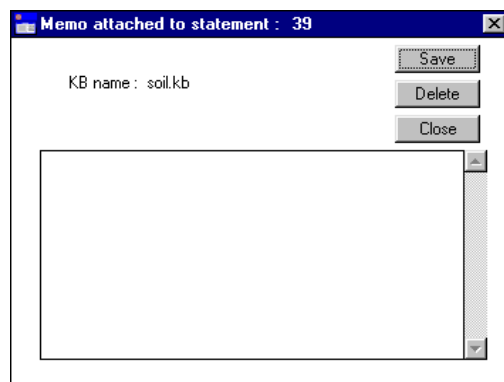 Memo attached to statement :  39
Save
KB name :  soil.kb
Delete
Close